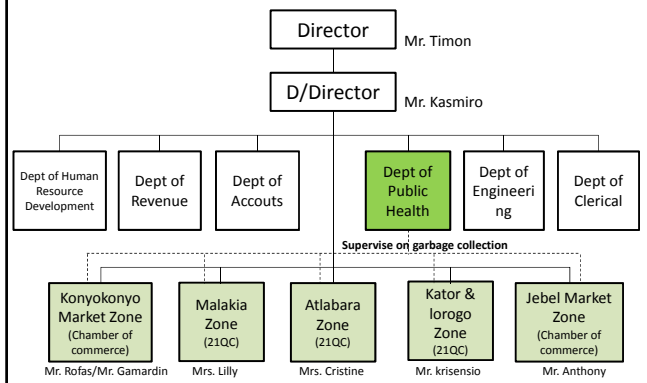 Director
Mr. Timon
D/Director
Mr. Kasmiro
Dept of Human
Resource
Development
Dept of
Revenue
Dept of
Accouts
Dept of
Public
Health
Dept of
Engineeri
ng
Dept of
Clerical
Supervise on garbage collection
Konyokonyo
Market Zone
(Chamber of
commerce)
Malakia
Zone
(21QC)
Atlabara
Zone
(21QC)
Kator &
lorogo
Zone
(21QC)
Jebel Market
Zone
(Chamber of
commerce)
Mr. Rofas/Mr. Gamardin
Mrs. Lilly
Mrs. Cristine
Mr. krisensio
Mr. Anthony